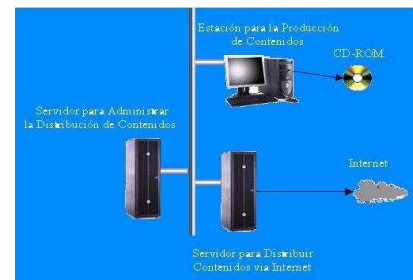 Estación para la Producción
de Contenidos
CD-ROM
Servidor para Administrar
la Distribución de Contenidos
Internet
Servidor para Distribuir
Contenidos via Internet